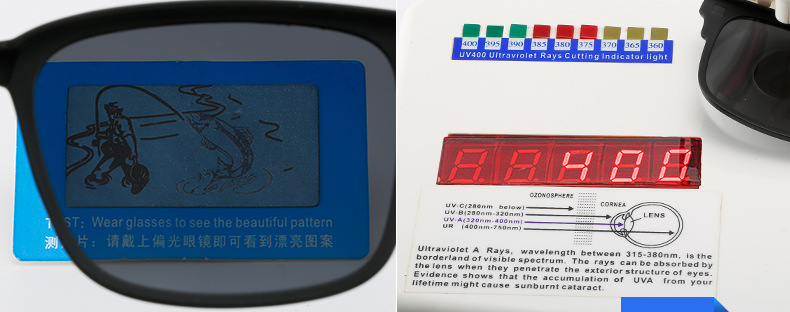 TEST: Wear glasses to see the beautiful pattern
测 片: 请戴上偏光眼镜即可看到漂亮图案
400 395 390 385 380 375 370 365 360
UV400 Ultraviolet Rays Cutting Indicator light
400
OZONOSPHERE
CORNEA
LENS
UV-C(280nm below)
UV-B(280nm-320nm)
UV-A(320nm-400nm)
UR (400nm-750nm)
Ultraviolet A Rays, wavelength between 315-380nm, is the
borderland of visible spectrum. The rays can be absorbed by
the lens when they penetrate the exterior structure of eyes.
Evidence shows that the accumulation of UVA from your
lifetime might cause sunburnt cataract.